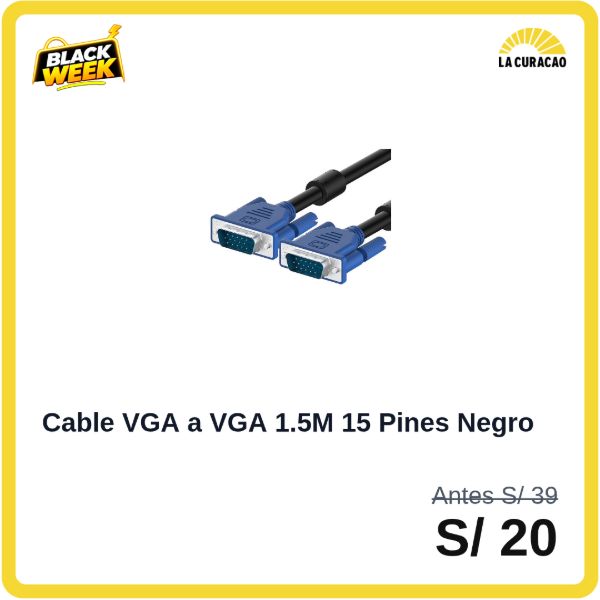 BLACK
WEEK
LA CURACAO
Cable VGA a VGA 1.5M 15 Pines Negro
Antes S/ 39
S/ 20